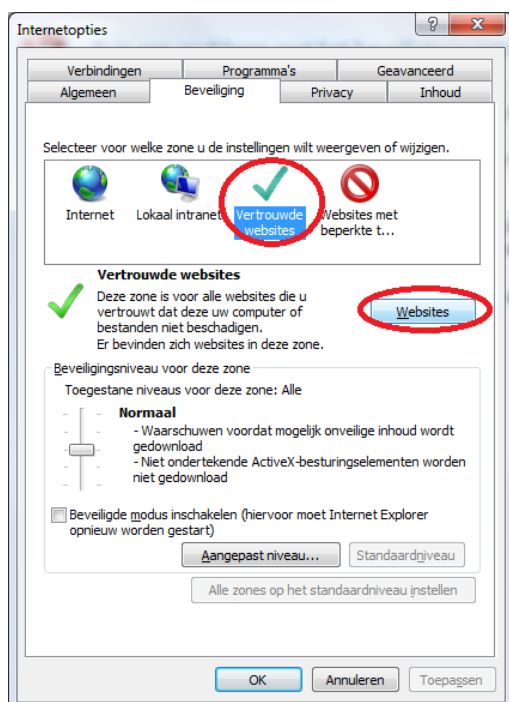 Internetopties
Verbindingen Programma's Geavanceerd
Algemeen Beveiliging Privacy Inhoud
Selecteer voor welke zone u de instellingen wilt weergeven of wijzigen.
Internet Lokaal intranet Vertrouwde websites Websites met beperkte t...
Vertrouwde websites
Deze zone is voor alle websites die u
vertrouwt dat deze uw computer of
bestanden niet beschadigen.
Er bevinden zich websites in deze zone.
Websites
Beveiligingsniveau voor deze zone
Toegestane niveaus voor deze zone: Alle
Normaal
- Waarschuwen voordat mogelijk onveilige inhoud wordt
gedownload
- Niet ondertekende ActiveX-besturingselementen worden
niet gedownload
Beveiligde modus inschakelen (hiervoor moet Internet Explorer
opnieuw worden gestart)
Aangepast niveau... Standaardniveau
Alle zones op het standaardniveau instellen
OK Annuleren Toepassen